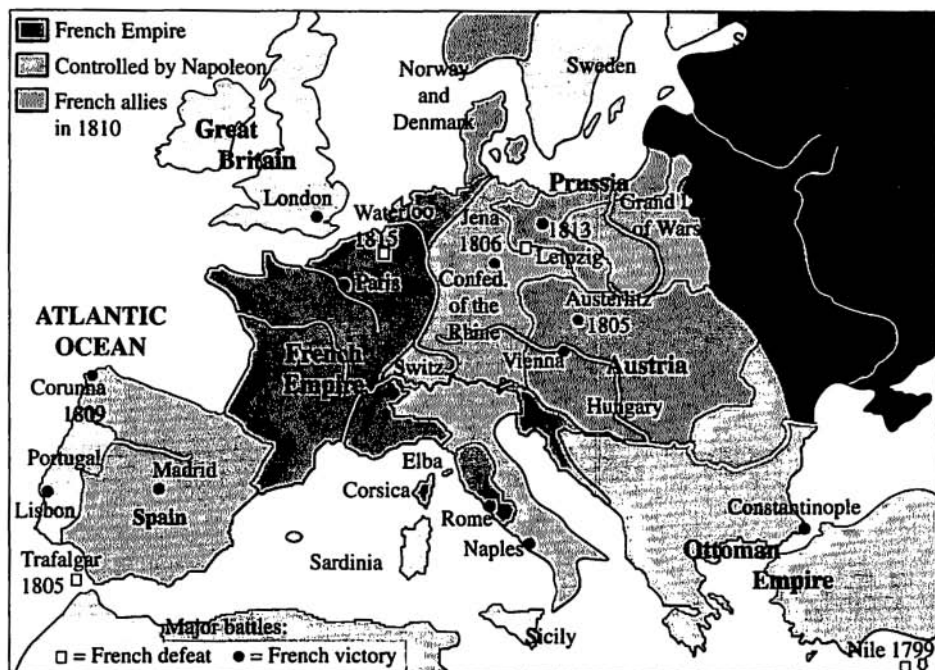 French Empire
Controlled by Napoleon
French allies
in 1810
Norway
and
Denmark
Sweden
Great
Britain
London
Waterloo
1815
Paris
Jena
1806
Prussia
1813
Leipzig
Grand
of Wars
Confed.
of the
Rhine
Austerlitz
1805
ATLANTIC
OCEAN
French
Empire
Switz
Vienna
Austria
Hungary
Corunna
1809
Portugal
Madrid
Lisbon
Spain
Elba
Corsica
Rome
Naples
Sardinia
Constantinople
Ottoman
Empire
Trafalgar
1805
Sicily
Nile 1799
Major battles:
= French defeat
= French victory